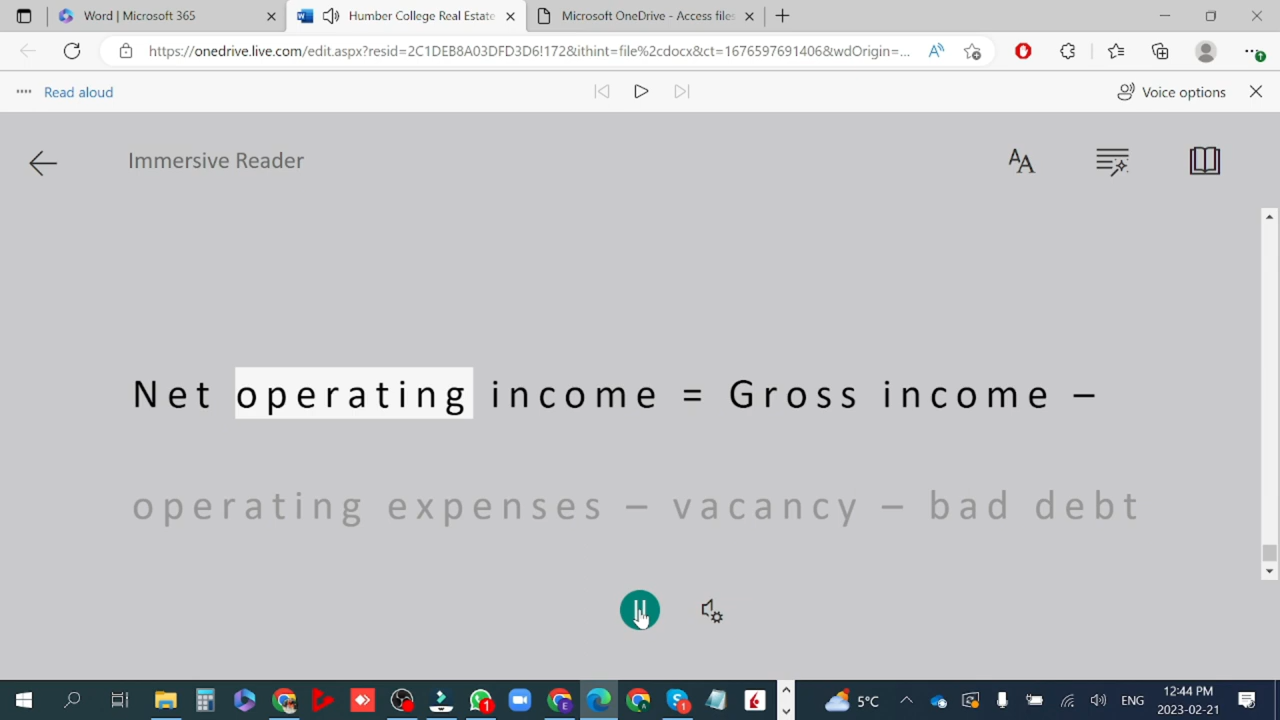 Word | Microsoft 365
Humber College Real Estate
Microsoft OneDrive - Access files
https://onedrive.live.com/edit.aspx?resid=2C1DEB8A03DFD3D6!172&ithint=file%2cdocx&ct=1676597691406&wdOrigin=...
Read aloud
Voice options
Immersive Reader
Net operating income = Gross income –
operating expenses – vacancy – bad debt
5°C
ENG
12:44 PM
2023-02-21